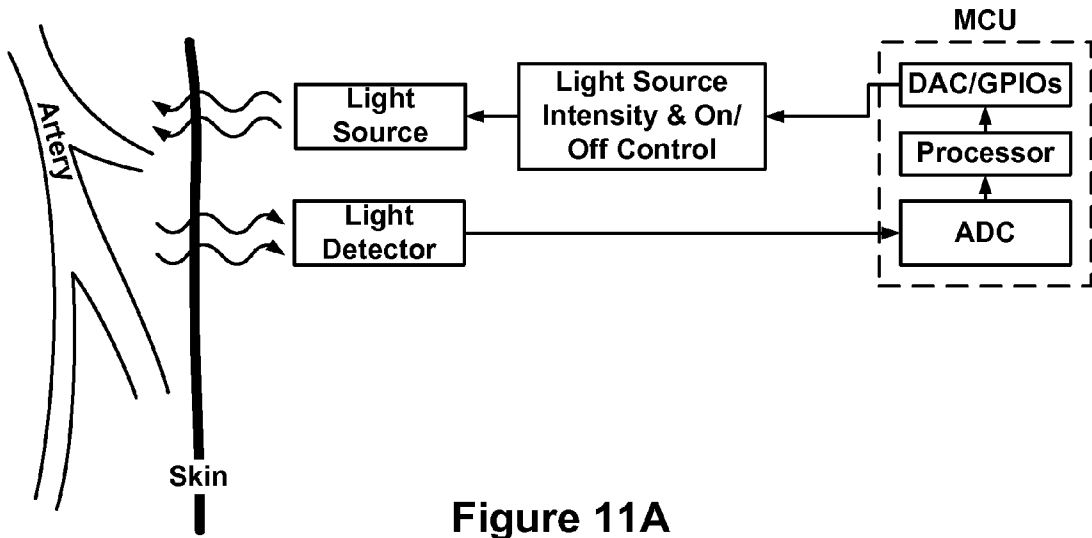 MCU
Artery
Light
Source
Light Source
Intensity & On/
Off Control
DAC/GPIOs
Processor
Light
Detector
ADC
Skin
Figure 11A